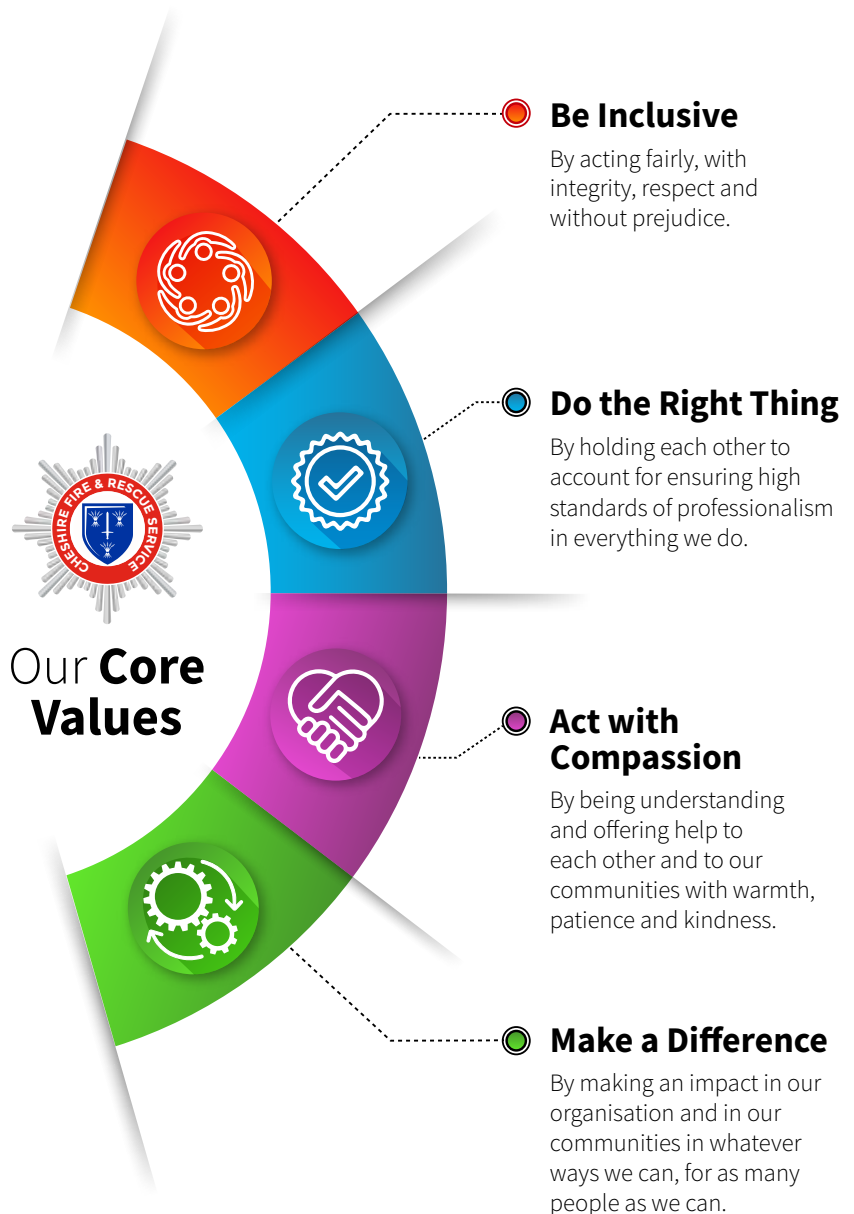 CHESHIRE FIRE & RESCUE SERVICE
Our Core
Values
Be Inclusive
By acting fairly, with
integrity, respect and
without prejudice.
Do the Right Thing
By holding each other to
account for ensuring high
standards of professionalism
in everything we do.
Act with
Compassion
By being understanding
and offering help to
each other and to our
communities with warmth,
patience and kindness.
Make a Difference
By making an impact in our
organisation and in our
communities in whatever
ways we can, for as many
people as we can.